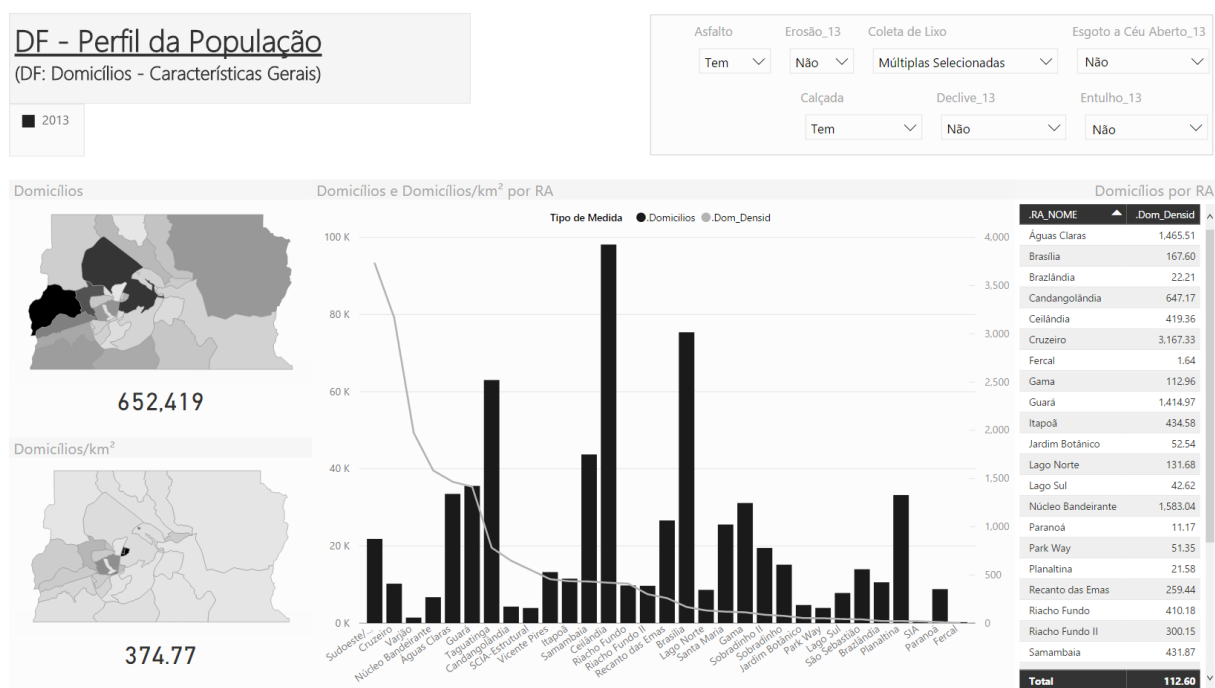 DF - Perfil da População
(DF: Domicílios - Características Gerais)
2013
Asfalto Erosão_13 Coleta de Lixo Esgoto a Céu Aberto_13
Tem Não Múltiplas Selecionadas Não
Calçada Declive_13 Entulho_13
Tem Não Não
Domicílios
652,419
Domicílios/km²
374.77
Domicílios e Domicílios/km² por RA
Tipo de Medida .Domicilios .Dom_Densid
100 K
80 K
60 K
40 K
20 K
0 K
4,000
3,500
3,000
2,500
2,000
1,500
1,000
500
0
Sudoeste/...
Cruzeiro
Varjão
Núcleo Bandeirante
Águas Claras
Guará
Taguatinga
Candangolândia
SCIA-Estrutural
Vicente Pires
Itapoã
Samambaia
Ceilândia
Riacho Fundo
Riacho Fundo II
Recanto das Emas
Brasília
Lago Norte
Santa Maria
Gama
Sobradinho II
Sobradinho
Jardim Botânico
Park Way
Lago Sul
São Sebastião
Brazlândia
Planaltina
SIA
Paranoá
Fercal
Domicílios por RA
.RA_NOME .Dom_Densid
Águas Claras 1,465.51
Brasília 167.60
Brazlândia 22.21
Candangolândia 647.17
Ceilândia 419.36
Cruzeiro 3,167.33
Fercal 1.64
Gama 112.96
Guará 1,414.97
Itapoã 434.58
Jardim Botânico 52.54
Lago Norte 131.68
Lago Sul 42.62
Núcleo Bandeirante 1,583.04
Paranoá 11.17
Park Way 51.35
Planaltina 21.58
Recanto das Emas 259.44
Riacho Fundo 410.18
Riacho Fundo II 300.15
Samambaia 431.87
Total 112.60